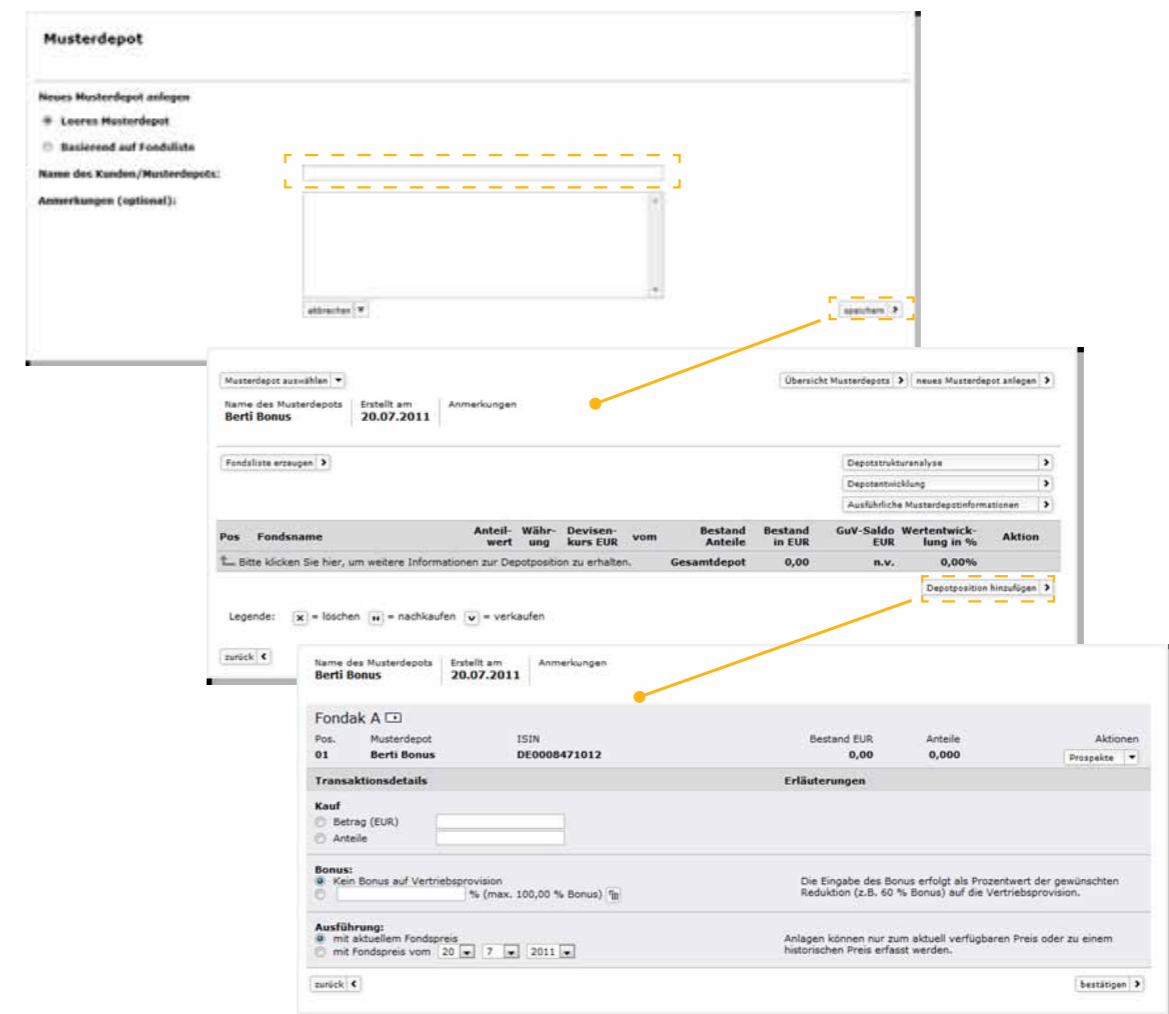 Musterdepot
Neues Musterdepot anlegen
Leeres Musterdepot
Basierend auf Fondsliste
Name des Kunden/Musterdepots:
Anmerkungen (optional):
abbrechen
speichern
Musterdepot auswählen
Übersicht Musterdepots
neues Musterdepot anlegen
Name des Musterdepots Erstellt am Anmerkungen
Berti Bonus 20.07.2011
Fondsliste erzeugen
Depotstrukturanalyse
Depotentwicklung
Ausführliche Musterdepotinformationen
Pos Fondsname Anteil- Währ- Devisen- vom Bestand Bestand GuV-Saldo Wertentwick- Aktion
wert ung kurs EUR Anteile in EUR EUR lung in %
Bitte klicken Sie hier, um weitere Informationen zur Depotposition zu erhalten. Gesamtdepot 0,00 n.v. 0,00%
Depotposition hinzufügen
Legende: x = löschen = nachkaufen v = verkaufen
zurück
Name des Musterdepots Erstellt am Anmerkungen
Berti Bonus 20.07.2011
Fondak A
Pos. Musterdepot ISIN Bestand EUR Anteile Aktionen
01 Berti Bonus DE0008471012 0,00 0,000 Prospekte
Transaktionsdetails Erläuterungen
Kauf
Betrag (EUR)
Anteile
Bonus:
Kein Bonus auf Vertriebsprovision
% (max. 100,00 % Bonus)
Die Eingabe des Bonus erfolgt als Prozentwert der gewünschten
Reduktion (z.B. 60 % Bonus) auf die Vertriebsprovision.
Ausführung:
mit aktuellem Fondspreis
mit Fondspreis vom 20 7 2011
Anlagen können nur zum aktuell verfügbaren Preis oder zu einem
historischen Preis erfasst werden.
zurück
bestätigen